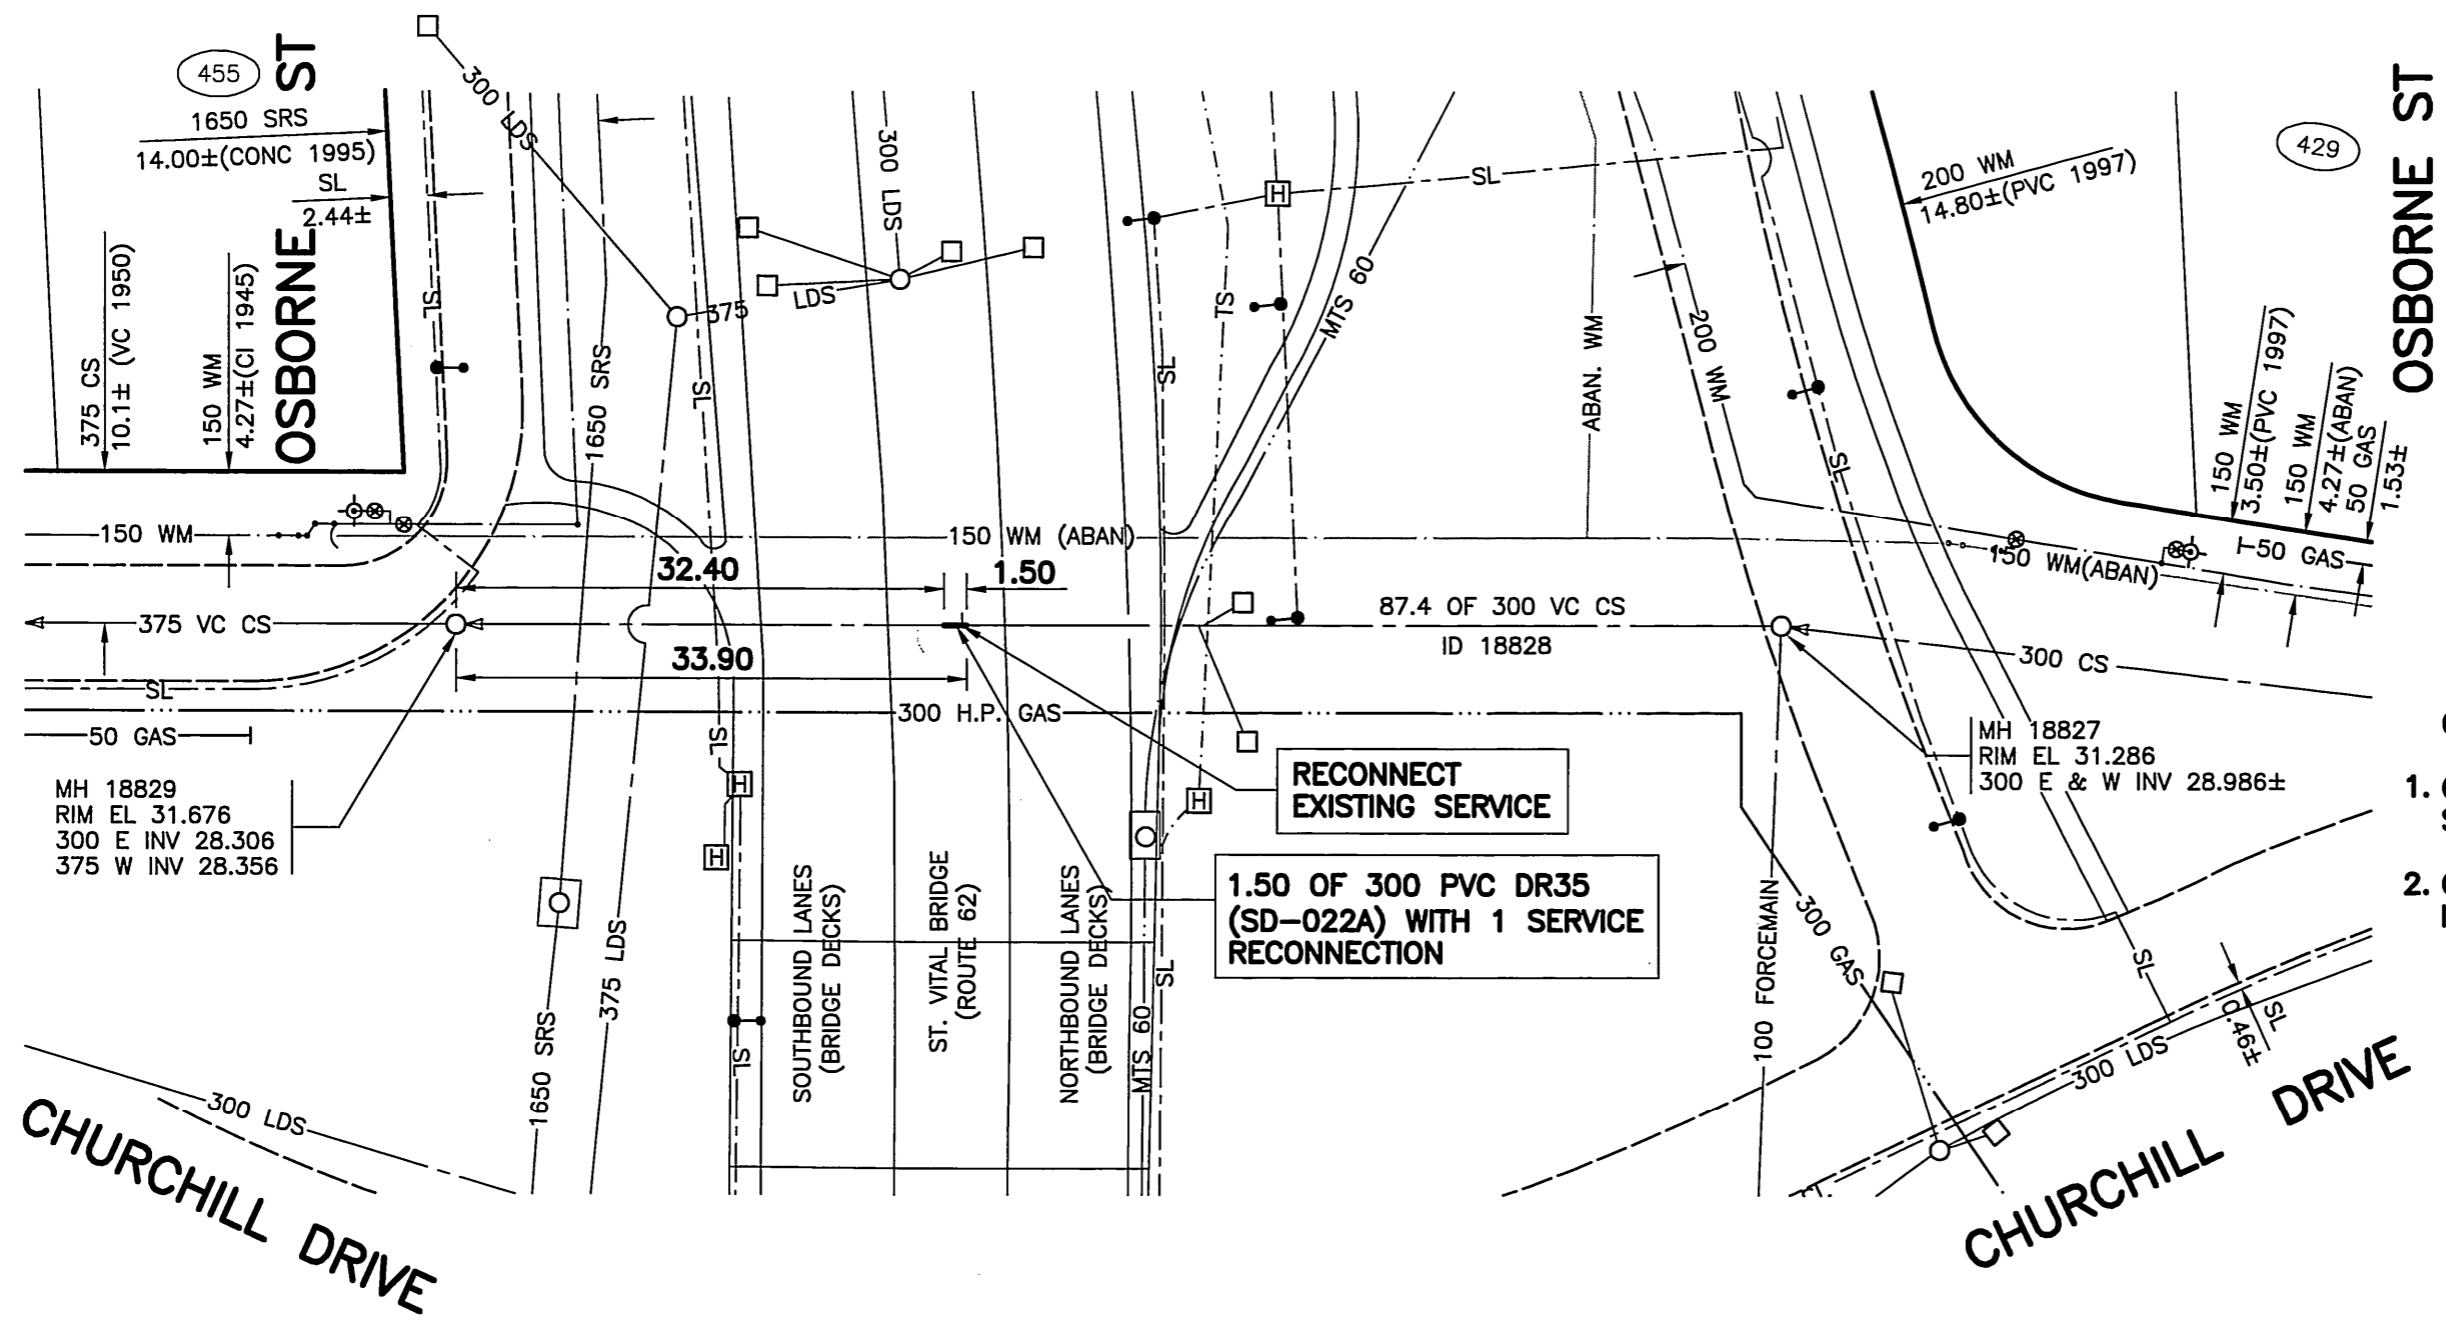 455
OSBORNE ST
1650 SRS
14.00±(CONC 1995)
SL
2.44±
375 CS
10.1± (VC 1950)
150 WM
4.27±(CI 1945)
300 LDS
SL
1650 SRS
375
SL
300 LDS
LDS
SL
TS
MTS 60
SL
ABAN. WM
200 WM
SL
200 WM
14.80±(PVC 1997)
429
OSBORNE ST
150 WM
3.50±(PVC 1997)
150 WM
4.27±(ABAN)
50 GAS
1.53±
150 WM
150 WM (ABAN)
150 WM(ABAN)
50 GAS
32.40
1.50
375 VC CS
87.4 OF 300 VC CS
ID 18828
300 CS
33.90
SL
300 H.P. GAS
50 GAS
SL
MH 18829
RIM EL 31.676
300 E INV 28.306
375 W INV 28.356
H
H
H
H
RECONNECT
EXISTING SERVICE
MH 18827
RIM EL 31.286
300 E & W INV 28.986±
1.50 OF 300 PVC DR35
(SD-022A) WITH 1 SERVICE
RECONNECTION
1.
2.
375 LDS
1650 SRS
SL
SOUTHBOUND LANES
(BRIDGE DECKS)
ST. VITAL BRIDGE
(ROUTE 62)
NORTHBOUND LANES
(BRIDGE DECKS)
MTS 60
SL
100 FORCEMAIN
300 GAS
SL
SL
0.46±
300 LDS
300 LDS
CHURCHILL DRIVE
CHURCHILL DRIVE